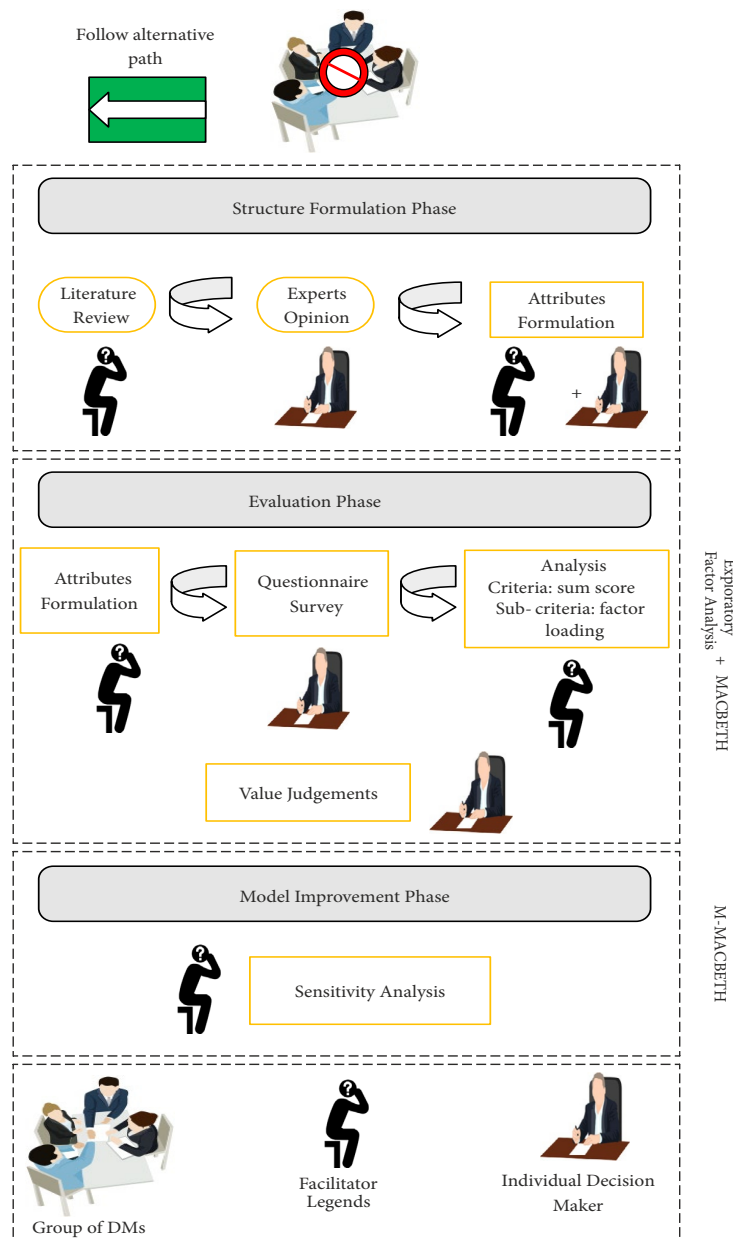 Follow alternative
path
Structure Formulation Phase
Literature
Review
Experts
Opinion
Attributes
Formulation
?
?
+
Evaluation Phase
Attributes
Formulation
Questionnaire
Survey
Analysis
Criteria: sum score
Sub- criteria: factor
loading
?
?
Value Judgements
Exploratory
Factor Analysis
+ MACBETH
Model Improvement Phase
?
Sensitivity Analysis
M-MACBETH
?
Group of DMs
Facilitator
Legends
Individual Decision
Maker